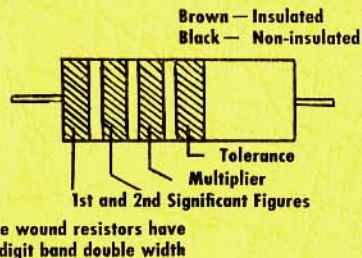 Brown — Insulated
Black — Non-insulated
Tolerance
Multiplier
1st and 2nd Significant Figures
e wound resistors have
digit band double width